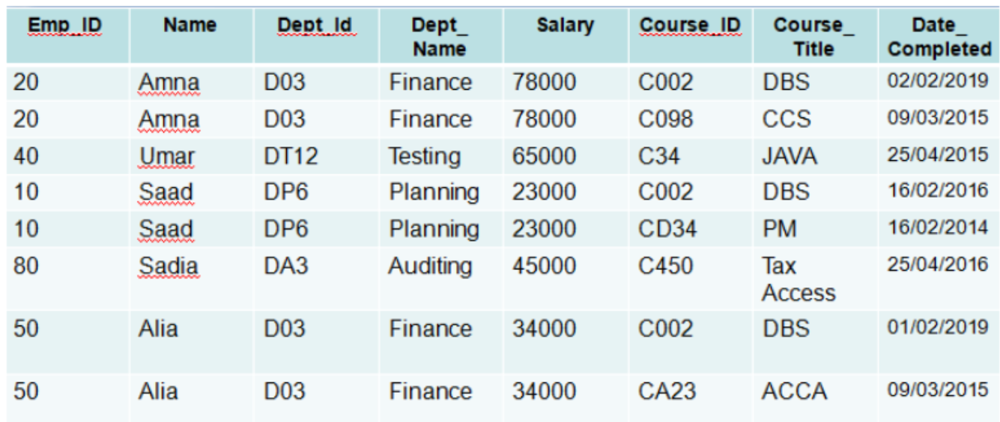 Emp_ID Name Dept_Id Dept_ Name Salary Course_ID Course_ Title Date_ Completed
20 Amna D03 Finance 78000 C002 DBS 02/02/2019
20 Amna D03 Finance 78000 C098 CCS 09/03/2015
40 Umar DT12 Testing 65000 C34 JAVA 25/04/2015
10 Saad DP6 Planning 23000 C002 DBS 16/02/2016
10 Saad DP6 Planning 23000 CD34 PM 16/02/2014
80 Sadia DA3 Auditing 45000 C450 Tax Access 25/04/2016
50 Alia D03 Finance 34000 C002 DBS 01/02/2019
50 Alia D03 Finance 34000 CA23 ACCA 09/03/2015